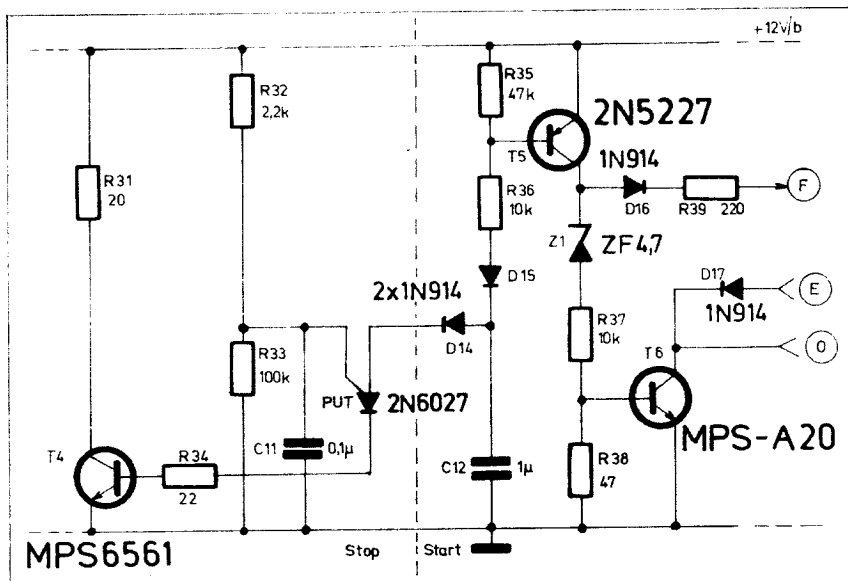 +12V/b
R35
47k
R32
2,2k
2N5227
T5
1N914
R31
20
R36
10k
D16
R39 220
F
Z1
ZF4,7
D15
D17
E
2x1N914
1N914
D14
R37
10k
T6
O
R33
100k
PUT
2N6027
MPS-A20
T4
R34
22
C11
0,1µ
C12
1µ
R38
47
MPS6561
Stop
Start